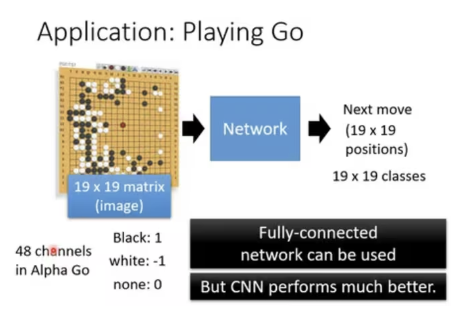 Application: Playing Go
Network
Next move
(19 x 19
positions)
19 x 19 classes
19 x 19 matrix
(image)
48 channels
in Alpha Go
Black: 1
white: -1
none: 0
Fully-connected
network can be used
But CNN performs much better.